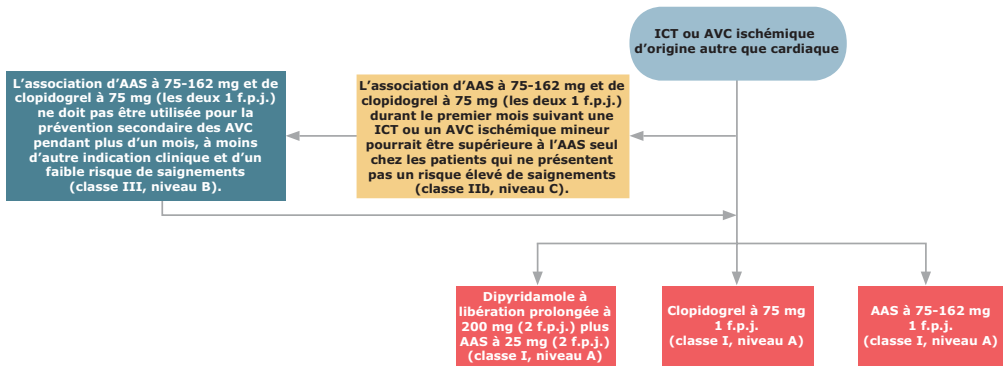 ICT ou AVC ischémique
d'origine autre que cardiaque
L'association d'AAS à 75-162 mg et de
clopidogrel à 75 mg (les deux 1 f.p.j.)
durant le premier mois suivant une
ICT ou un AVC ischémique mineur
pourrait être supérieure à l'AAS seul
chez les patients qui ne présentent
pas un risque élevé de saignements
(classe IIb, niveau C).
L'association d'AAS à 75-162 mg et de
clopidogrel à 75 mg (les deux 1 f.p.j.)
ne doit pas être utilisée pour la
prévention secondaire des AVC
pendant plus d'un mois, à moins
d'autre indication clinique et d'un
faible risque de saignements
(classe III, niveau B).
Dipyridamole à
libération prolongée à
200 mg (2 f.p.j.) plus
AAS à 25 mg (2 f.p.j.)
(classe I, niveau A)
Clopidogrel à 75 mg
1 f.p.j.
(classe I, niveau A)
AAS à 75-162 mg
1 f.p.j.
(classe I, niveau A)